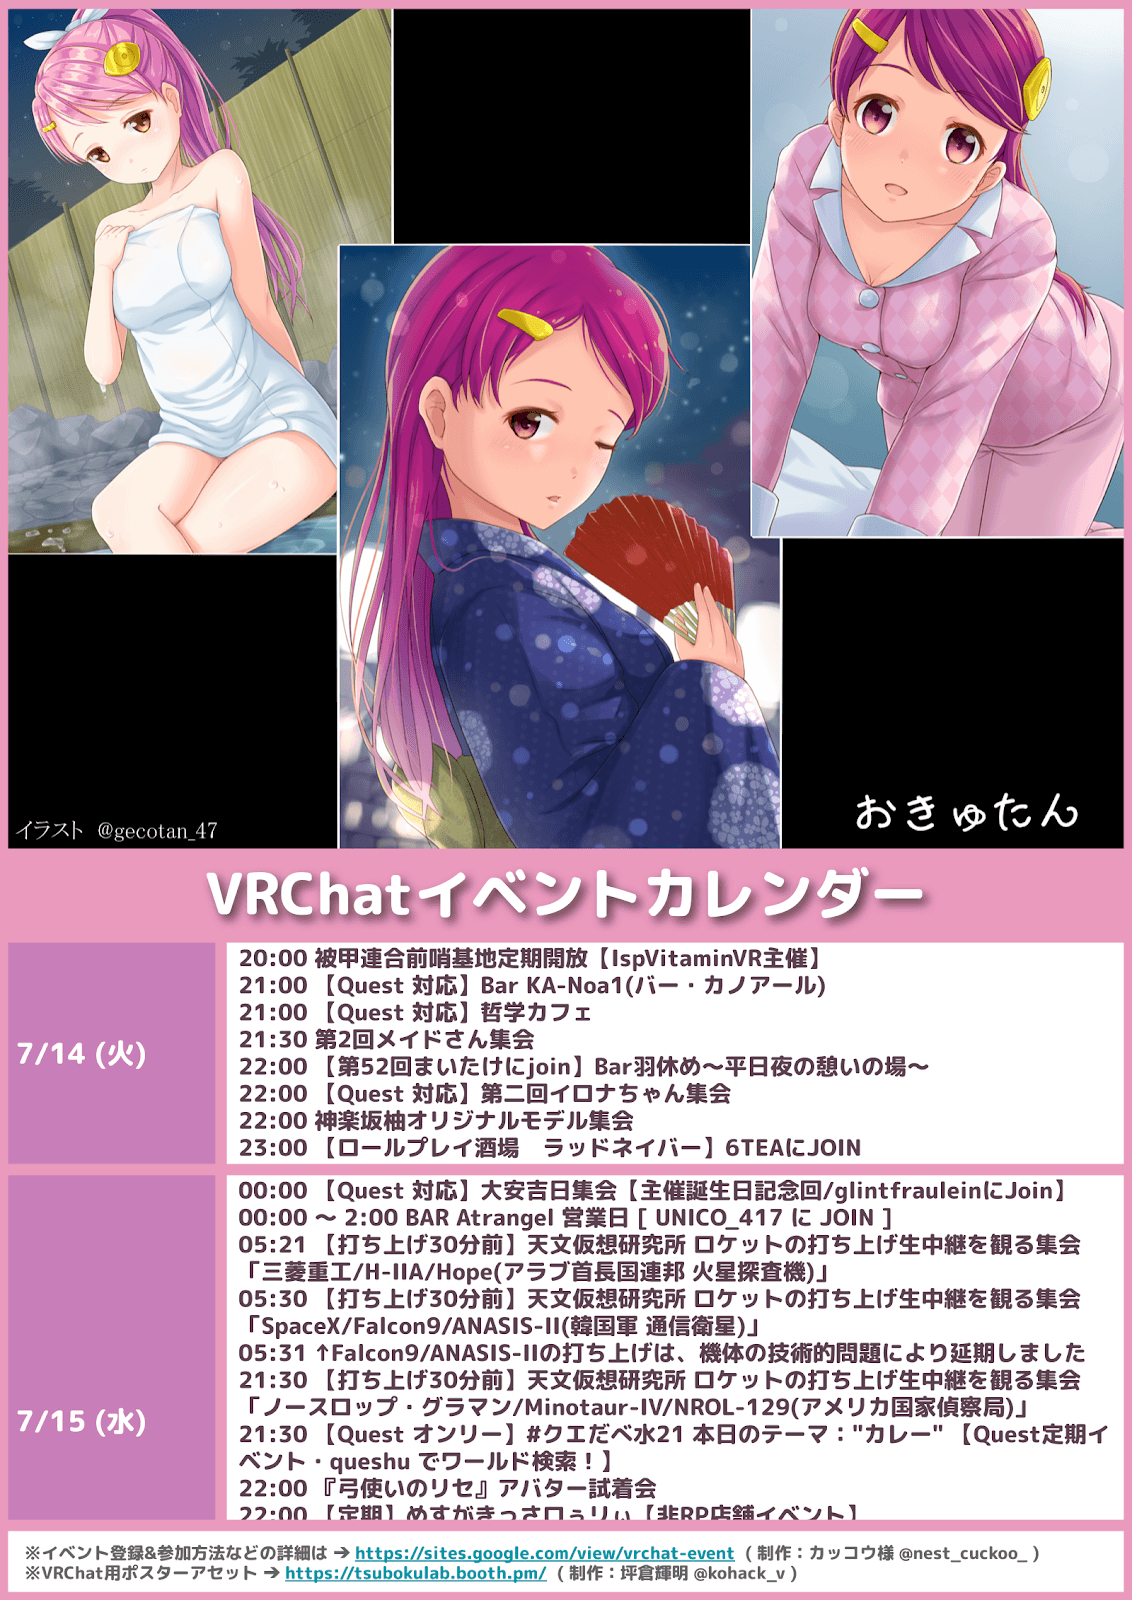 イラスト @gecotan_47
おきゅたん
VRChatイベントカレンダー
7/14 (火)
20:00 被甲連合前哨基地定期開放【IspVitaminVR主催】
21:00 【Quest 対応】Bar KA-Noa1(バー・カノアール)
21:00 【Quest 対応】哲学カフェ
21:30 第2回メイドさん集会
22:00 【第52回まいたけにjoin】Bar羽休め〜平日夜の憩いの場〜
22:00 【Quest 対応】第二回イロナちゃん集会
22:00 神楽坂柚オリジナルモデル集会
23:00 【ロールプレイ酒場　ラッドネイバー】6TEAにJOIN
7/15 (水)
00:00 【Quest 対応】大安吉日集会【主催誕生日記念回/glintfrauleinにJoin】
00:00 〜 2:00 BAR Atrangel 営業日 [ UNICO_417 に JOIN ]
05:21 【打ち上げ30分前】天文仮想研究所 ロケットの打ち上げ生中継を観る集会
「三菱重工/H-IIA/Hope(アラブ首長国連邦 火星探査機)」
05:30 【打ち上げ30分前】天文仮想研究所 ロケットの打ち上げ生中継を観る集会
「SpaceX/Falcon9/ANASIS-II(韓国軍 通信衛星)」
05:31 ↑Falcon9/ANASIS-IIの打ち上げは、機体の技術的問題により延期しました
21:30 【打ち上げ30分前】天文仮想研究所 ロケットの打ち上げ生中継を観る集会
「ノースロップ・グラマン/Minotaur-IV/NROL-129(アメリカ国家偵察局)」
21:30 【Quest オンリー】#クエだべ水21 本日のテーマ："カレー" 【Quest定期イ
ベント・queshu でワールド検索！】
22:00 『弓使いのリセ』アバター試着会
22:00 【定期】めすがきっさロぅリぃ【非RP店舗イベント】
※イベント登録&参加方法などの詳細は ➔ https://sites.google.com/view/vrchat-event ( 制作：カッコウ様 @nest_cuckoo_ )
※VRChat用ポスターアセット ➔ https://tsubokulab.booth.pm/ ( 制作：坪倉輝明 @kohack_v )